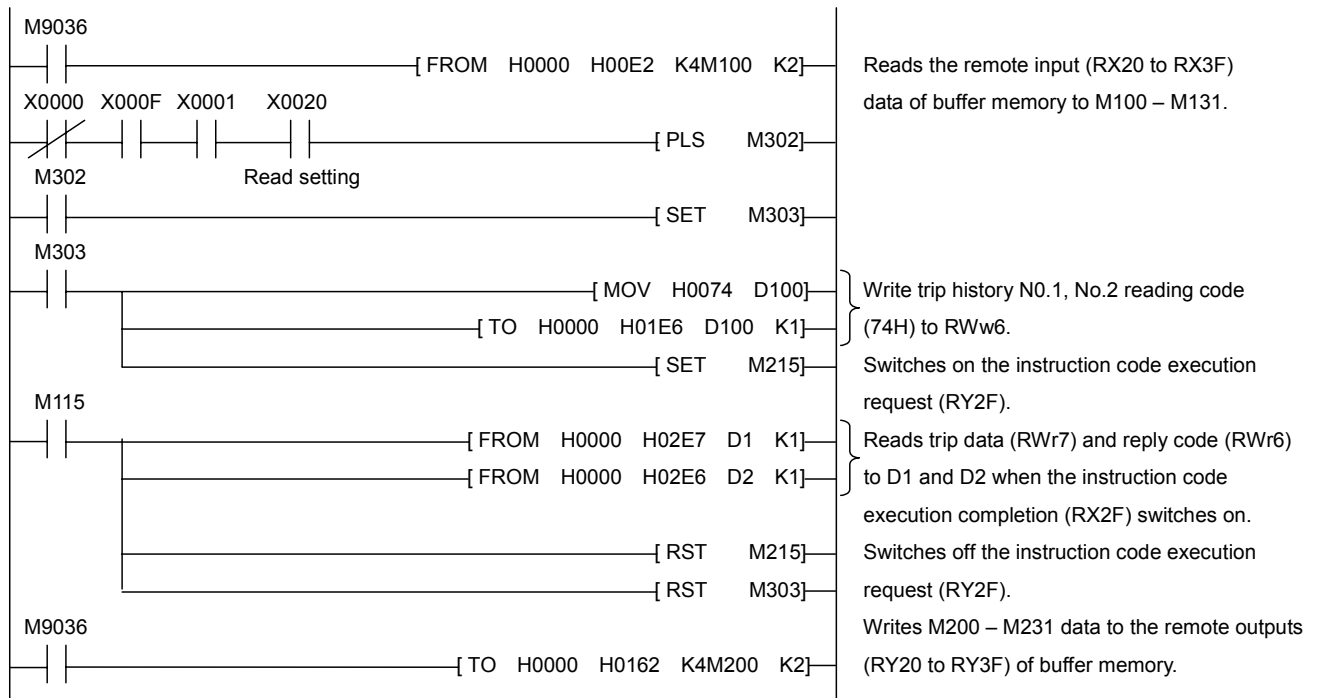 M9036
[ FROM H0000 H00E2 K4M100 K2] Reads the remote input (RX20 to RX3F)
X0000 X000F X0001 X0020 data of buffer memory to M100 – M131.
[ PLS M302]
M302 Read setting
[ SET M303]
M303
[ MOV H0074 D100] Write trip history N0.1, No.2 reading code
[ TO H0000 H01E6 D100 K1] (74H) to RWw6.
[ SET M215] Switches on the instruction code execution
M115 request (RY2F).
[ FROM H0000 H02E7 D1 K1] Reads trip data (RWr7) and reply code (RWr6)
[ FROM H0000 H02E6 D2 K1] to D1 and D2 when the instruction code
execution completion (RX2F) switches on.
[ RST M215] Switches off the instruction code execution
[ RST M303] request (RY2F).
M9036 Writes M200 – M231 data to the remote outputs
[ TO H0000 H0162 K4M200 K2] (RY20 to RY3F) of buffer memory.